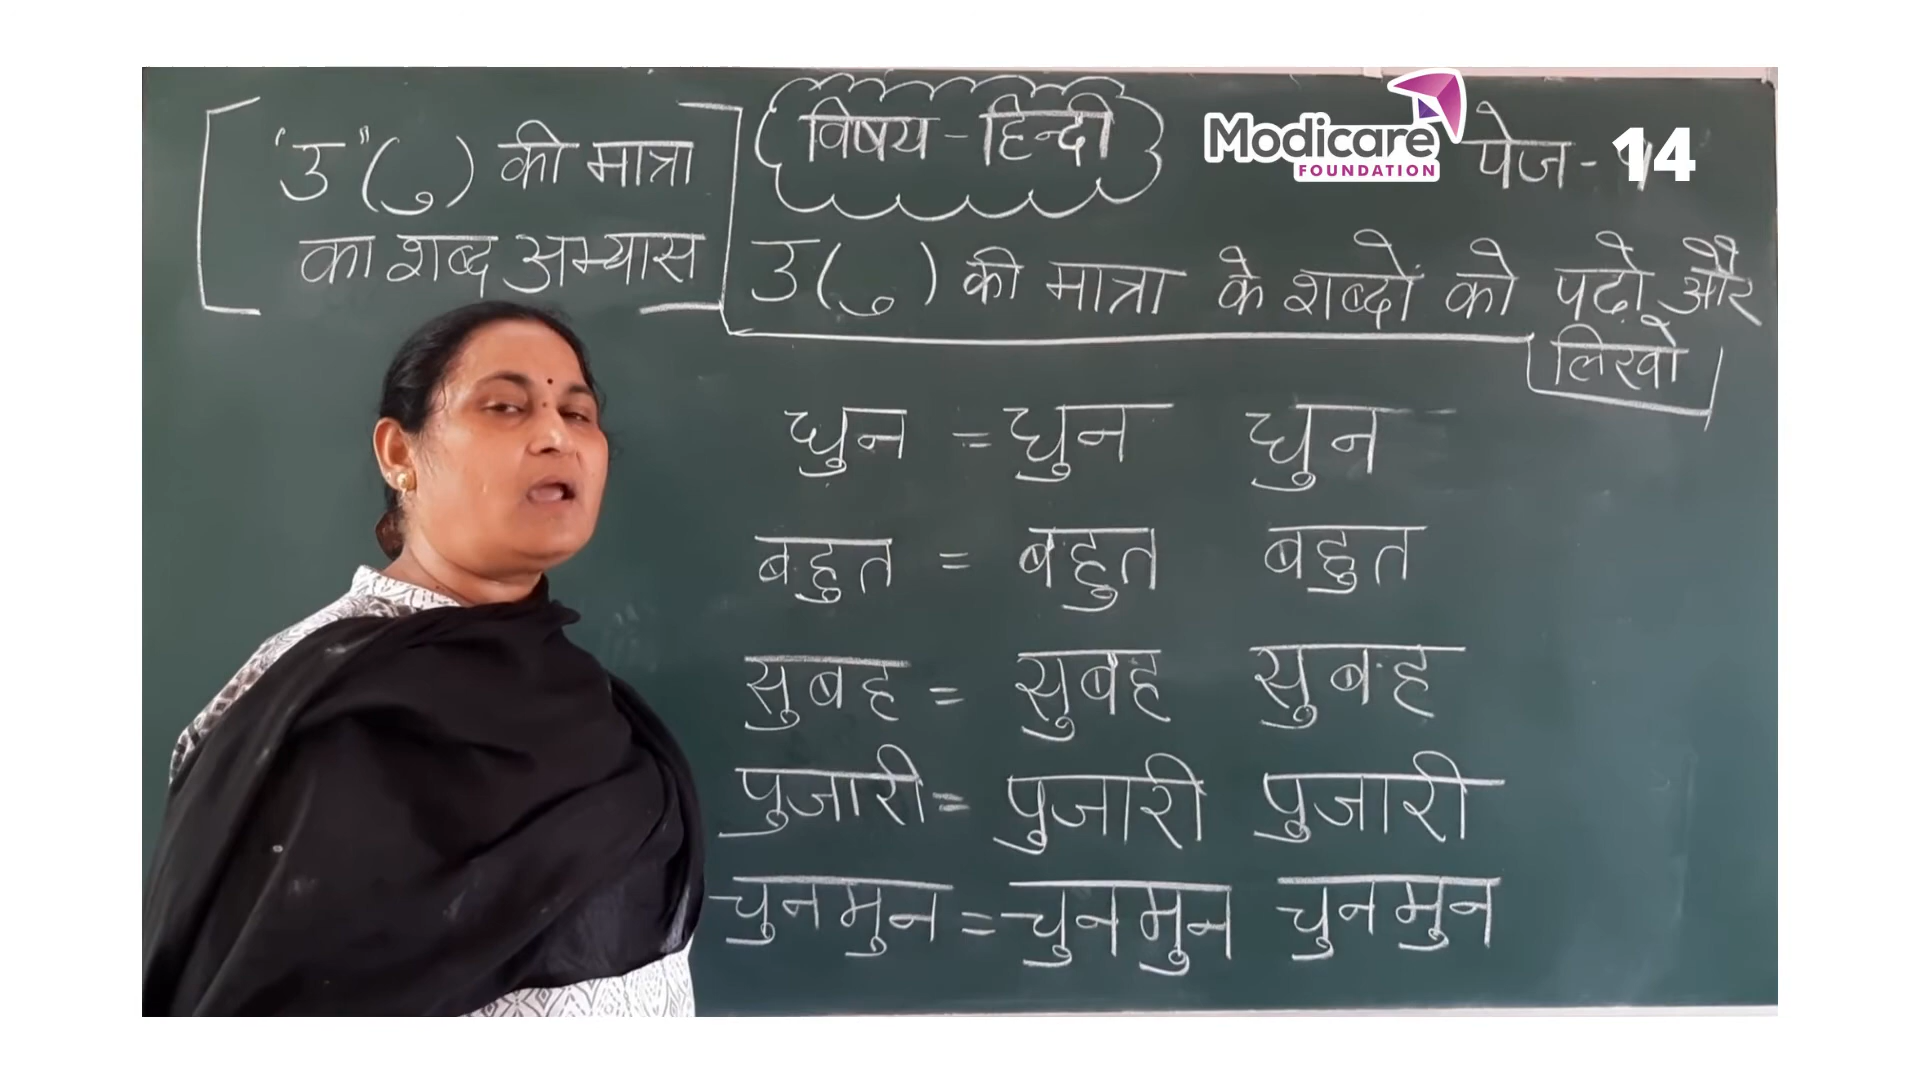 "उ" (ु) की मात्रा
का शब्द अभ्यास
विषय - हिन्दी
Modicare
FOUNDATION
पेज - 14
उ (ु) की मात्रा के शब्दों को पढ़ो और
लिखो
धुन = धुन धुन
बहुत = बहुत बहुत
सुबह = सुबह सुबह
पुजारी = पुजारी पुजारी
चुनमुन = चुनमुन चुनमुन